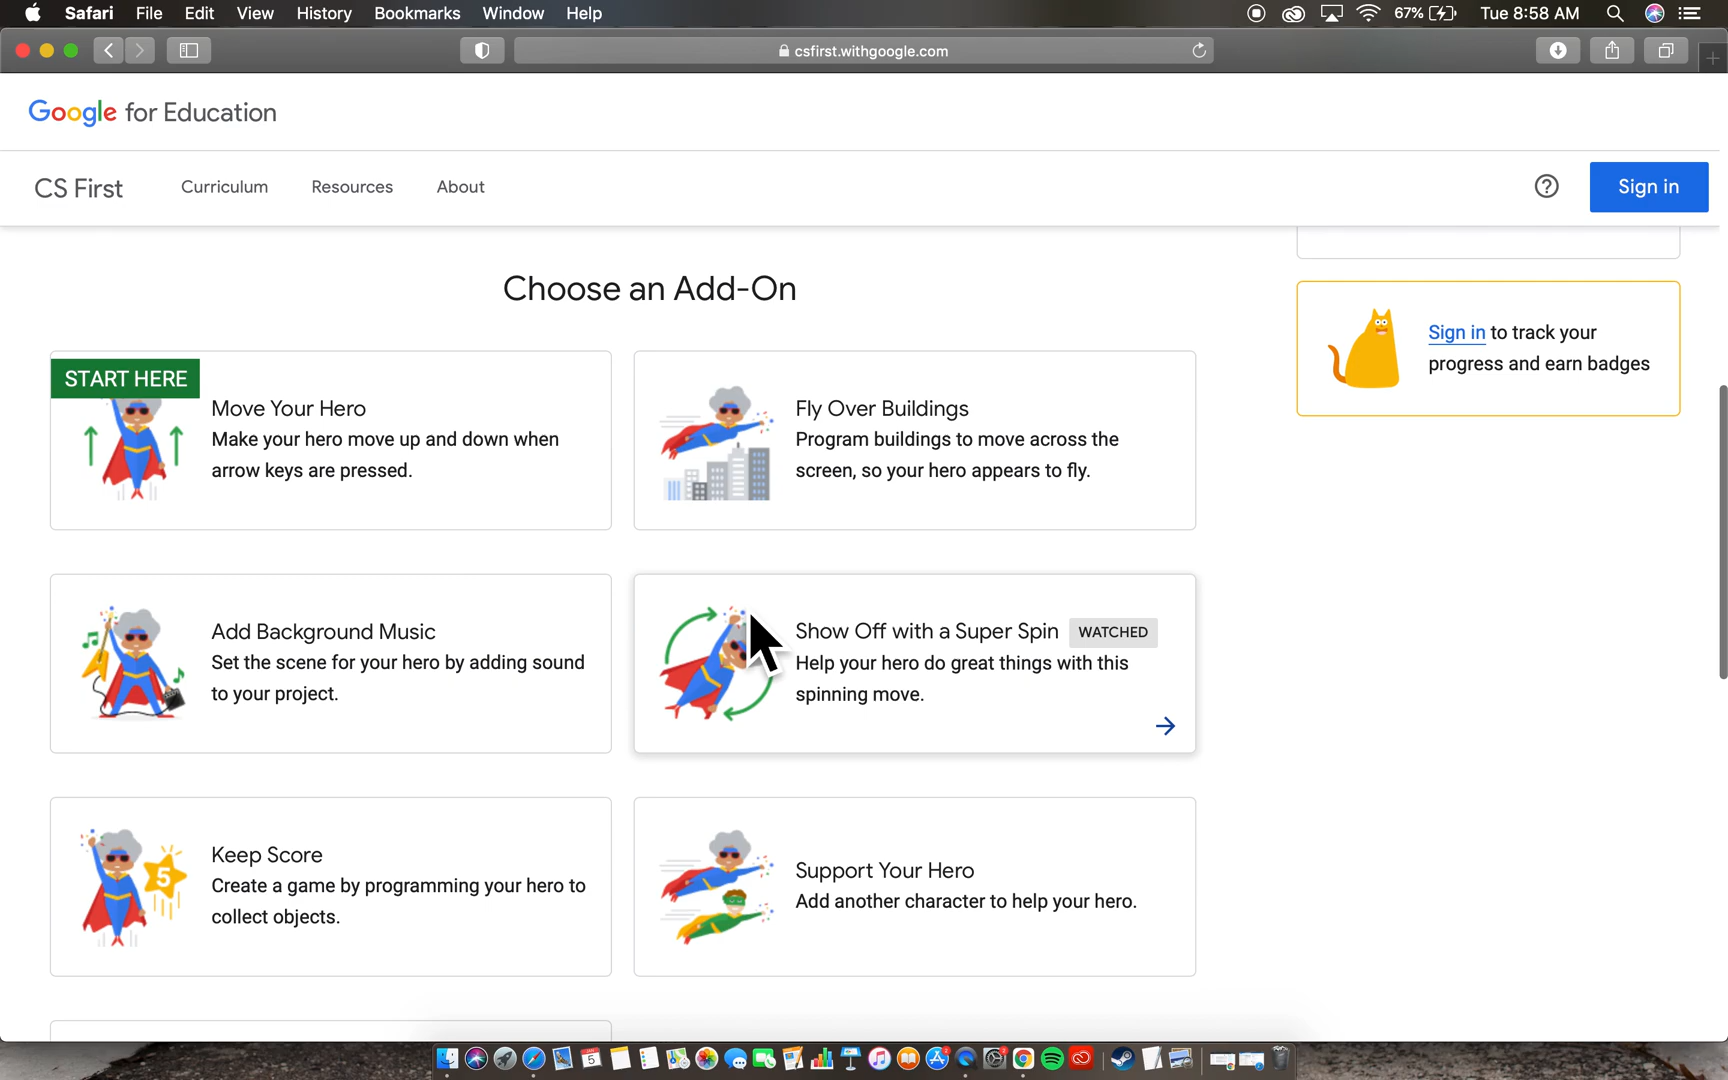 Safari File Edit View History Bookmarks Window Help 67% Tue 8:58 AM
csfirst.withgoogle.com
Google for Education
CS First Curriculum Resources About Sign in
Choose an Add-On
START HERE
Move Your Hero
Make your hero move up and down when
arrow keys are pressed.
Fly Over Buildings
Program buildings to move across the
screen, so your hero appears to fly.
Sign in to track your
progress and earn badges
Add Background Music
Set the scene for your hero by adding sound
to your project.
Show Off with a Super Spin WATCHED
Help your hero do great things with this
spinning move.
Keep Score
Create a game by programming your hero to
collect objects.
5
Support Your Hero
Add another character to help your hero.
5